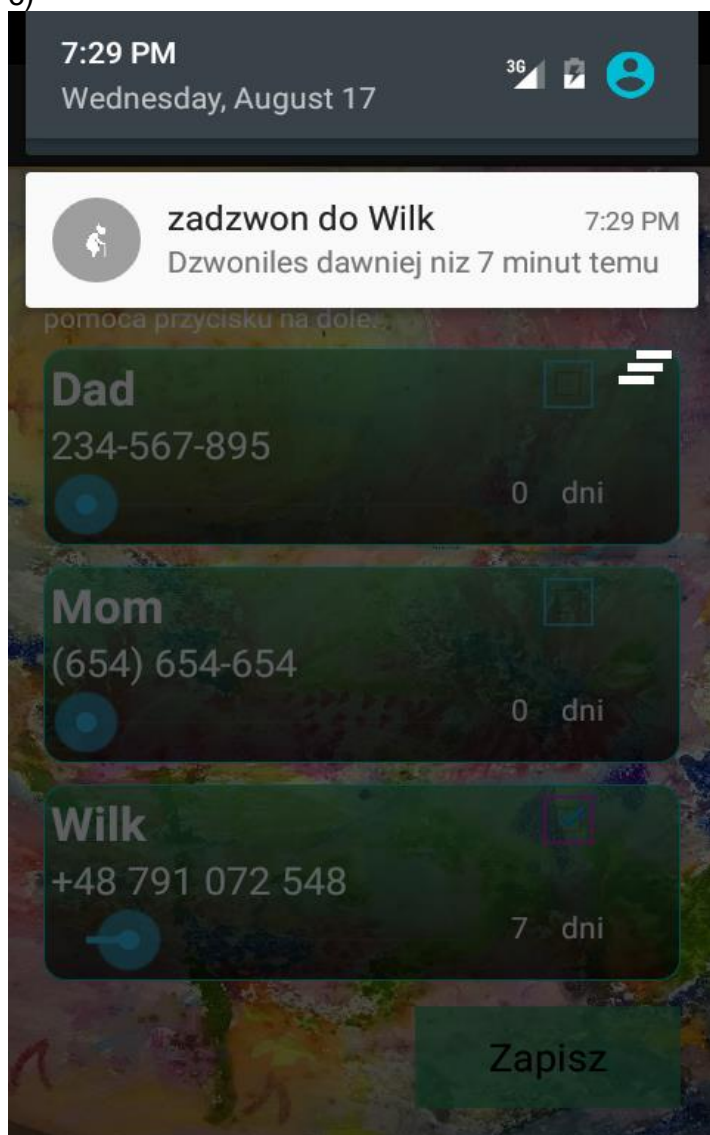 c)
7:29 PM
3G
Wednesday, August 17
zadzwon do Wilk 7:29 PM
Dzwoniles dawniej niz 7 minut temu
pomoca przycisku na dole.
Dad
234-567-895
0 dni
Mom
(654) 654-654
0 dni
Wilk
+48 791 072 548
7 dni
Zapisz